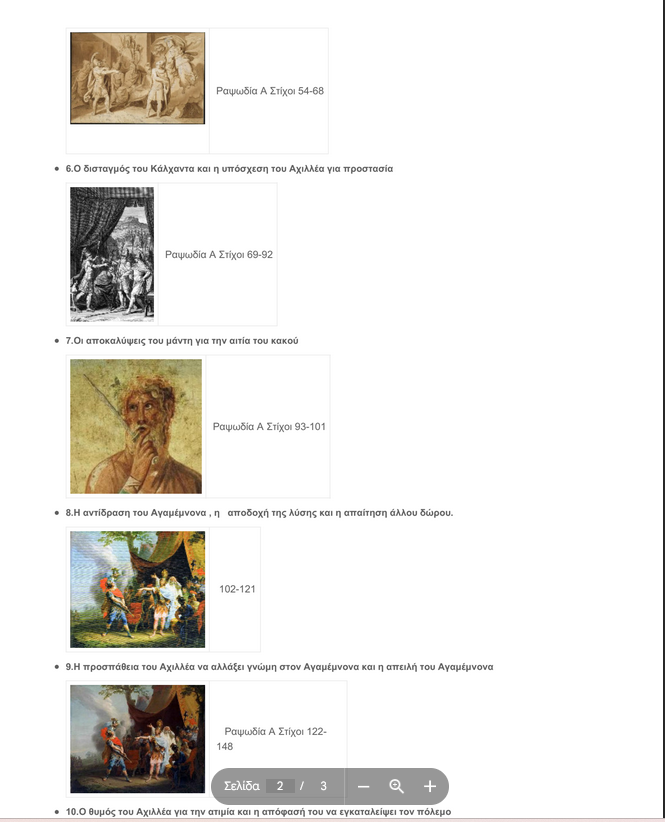 Ραψωδία Α Στίχοι 54-68
6.Ο δισταγμός του Κάλχαντα και η υπόσχεση του Αχιλλέα για προστασία
Ραψωδία Α Στίχοι 69-92
7.Οι αποκαλύψεις του μάντη για την αιτία του κακού
Ραψωδία Α Στίχοι 93-101
8.Η αντίδραση του Αγαμέμνονα , η αποδοχή της λύσης και η απαίτηση άλλου δώρου.
102-121
9.Η προσπάθεια του Αχιλλέα να αλλάξει γνώμη στον Αγαμέμνονα και η απειλή του Αγαμέμνονα
Ραψωδία Α Στίχοι 122-
148
Σελίδα 2 / 3
10.Ο θυμός του Αχιλλέα για την ατιμία και η απόφασή του να εγκαταλείψει τον πόλεμο